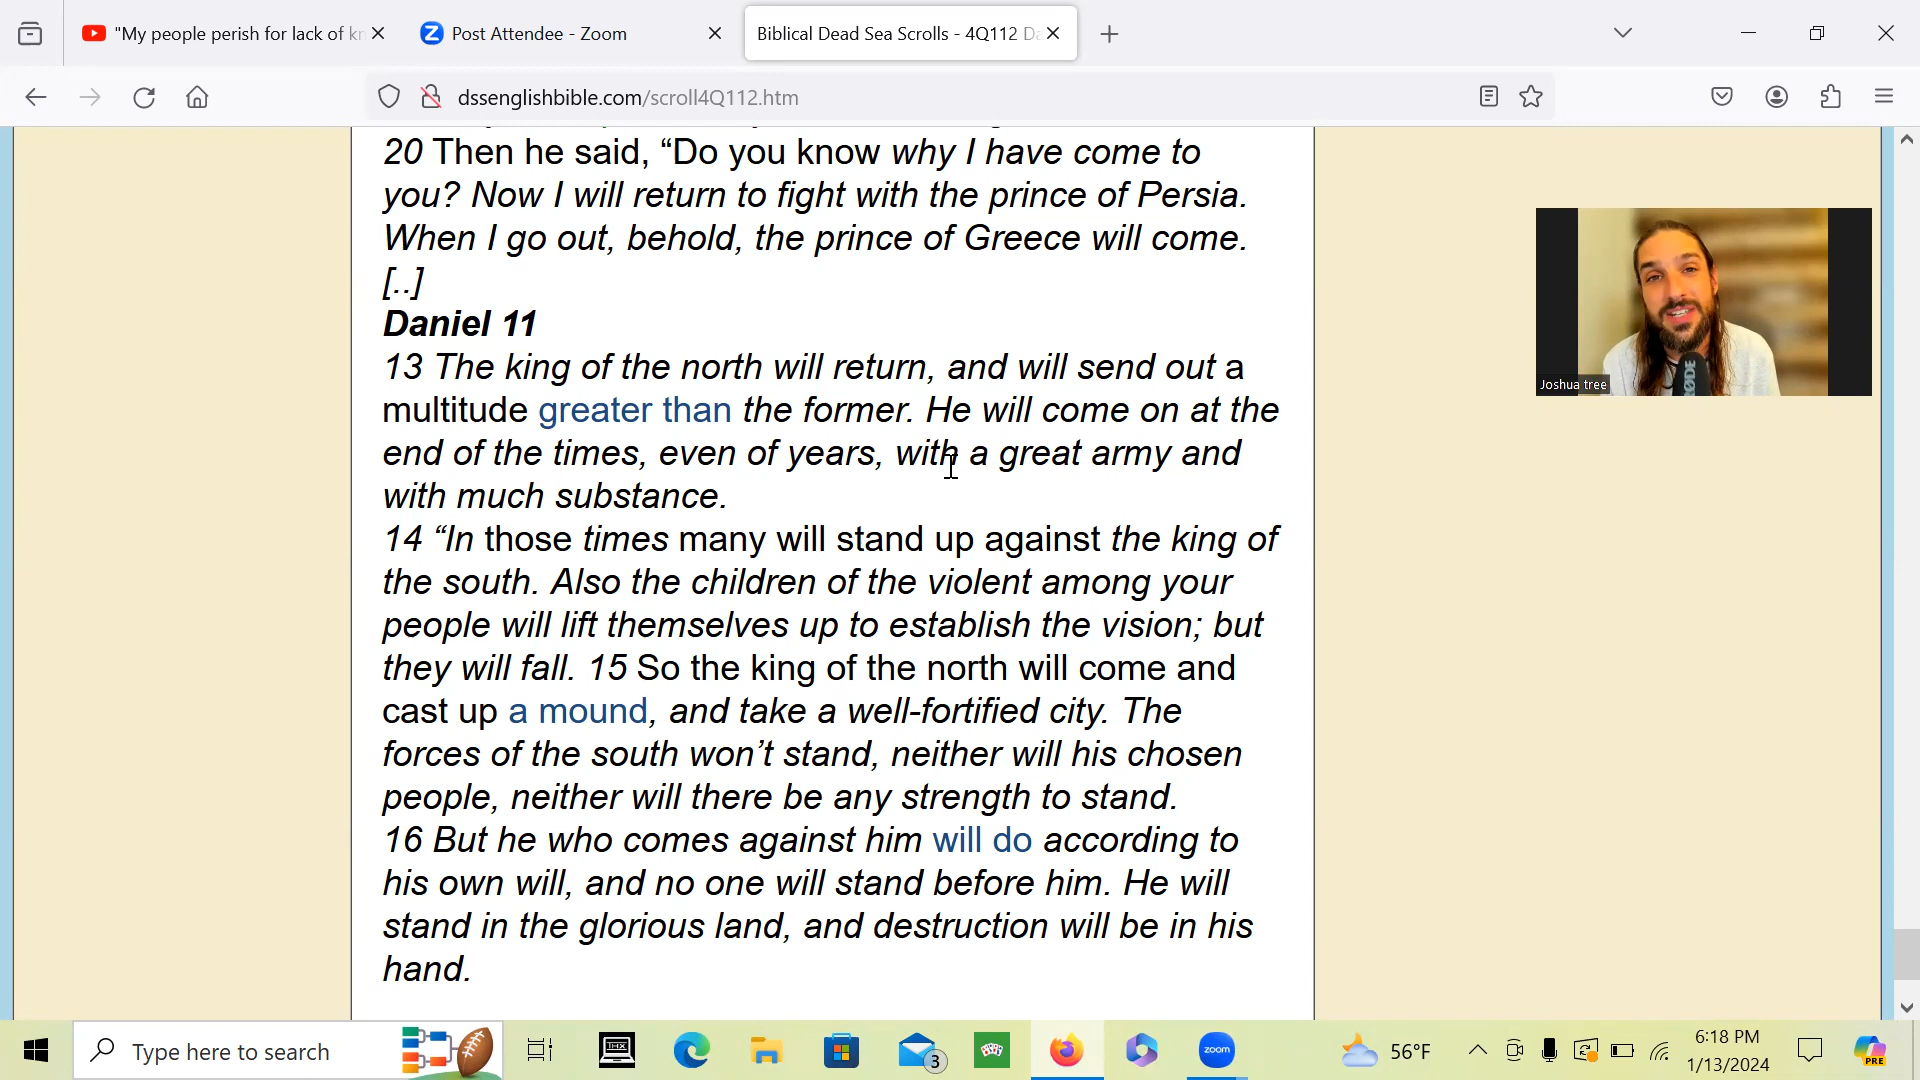 "My people perish for lack of kn
Post Attendee - Zoom
Biblical Dead Sea Scrolls - 4Q112 Da
dssenglishbible.com/scroll4Q112.htm
20 Then he said, “Do you know why I have come to
you? Now I will return to fight with the prince of Persia.
When I go out, behold, the prince of Greece will come.
[..]
Daniel 11
13 The king of the north will return, and will send out a
multitude greater than the former. He will come on at the
end of the times, even of years, with a great army and
with much substance.
14 “In those times many will stand up against the king of
the south. Also the children of the violent among your
people will lift themselves up to establish the vision; but
they will fall. 15 So the king of the north will come and
cast up a mound, and take a well-fortified city. The
forces of the south won’t stand, neither will his chosen
people, neither will there be any strength to stand.
16 But he who comes against him will do according to
his own will, and no one will stand before him. He will
stand in the glorious land, and destruction will be in his
hand.
Joshua tree
RØDE
Type here to search
THX
3
zoom
56°F
6:18 PM
1/13/2024
PRE